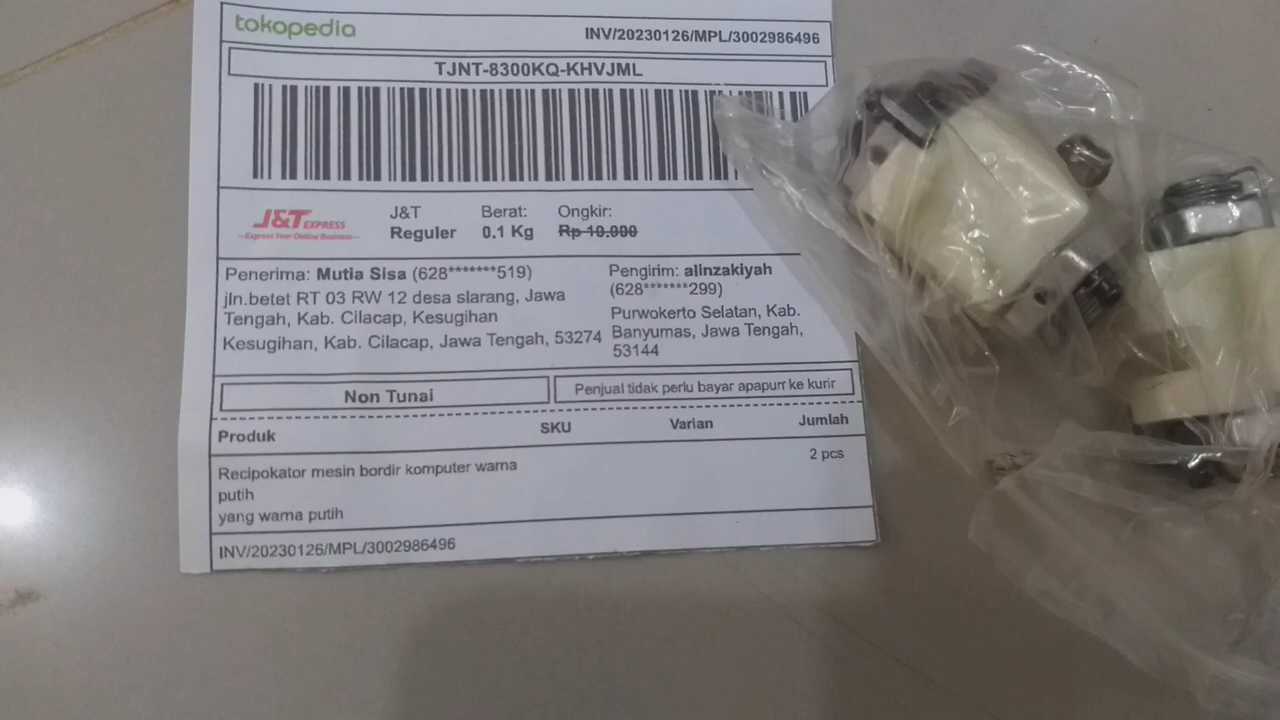 tokopedia
INV/20230126/MPL/3002986496
TJNT-8300KQ-KHVJML
J&T EXPRESS
Express Your Online Business
J&T
Reguler
Berat:
0.1 Kg
Ongkir:
Rp 10.000
Penerima: Mutia Sisa (628*******519)
jln.betet RT 03 RW 12 desa slarang, Jawa
Tengah, Kab. Cilacap, Kesugihan
Kesugihan, Kab. Cilacap, Jawa Tengah, 53274
Pengirim: alinzakiyah
(628*******299)
Purwokerto Selatan, Kab.
Banyumas, Jawa Tengah,
53144
Non Tunai
Penjual tidak perlu bayar apapurr ke kurir
Produk SKU Varian Jumlah
Recipokator mesin bordir komputer warna 2 pcs
putih
yang warna putih
INV/20230126/MPL/3002986496